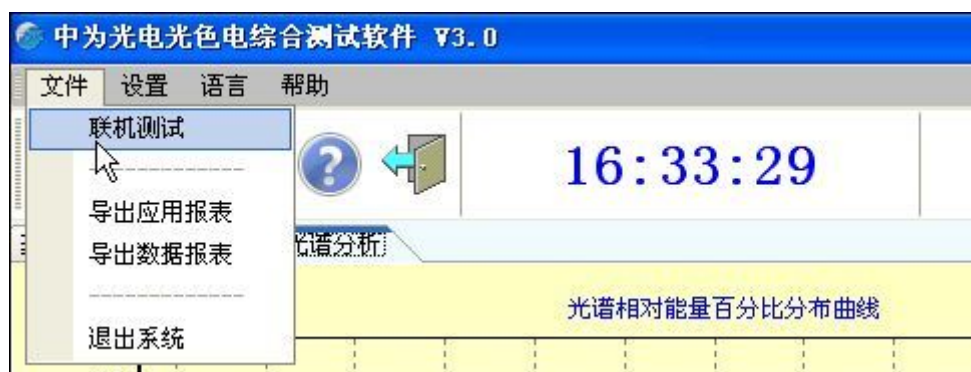 中为光电光色电综合测试软件 V3.0
文件 设置 语言 帮助
联机测试
16:33:29
导出应用报表
导出数据报表
光谱分析
退出系统
光谱相对能量百分比分布曲线